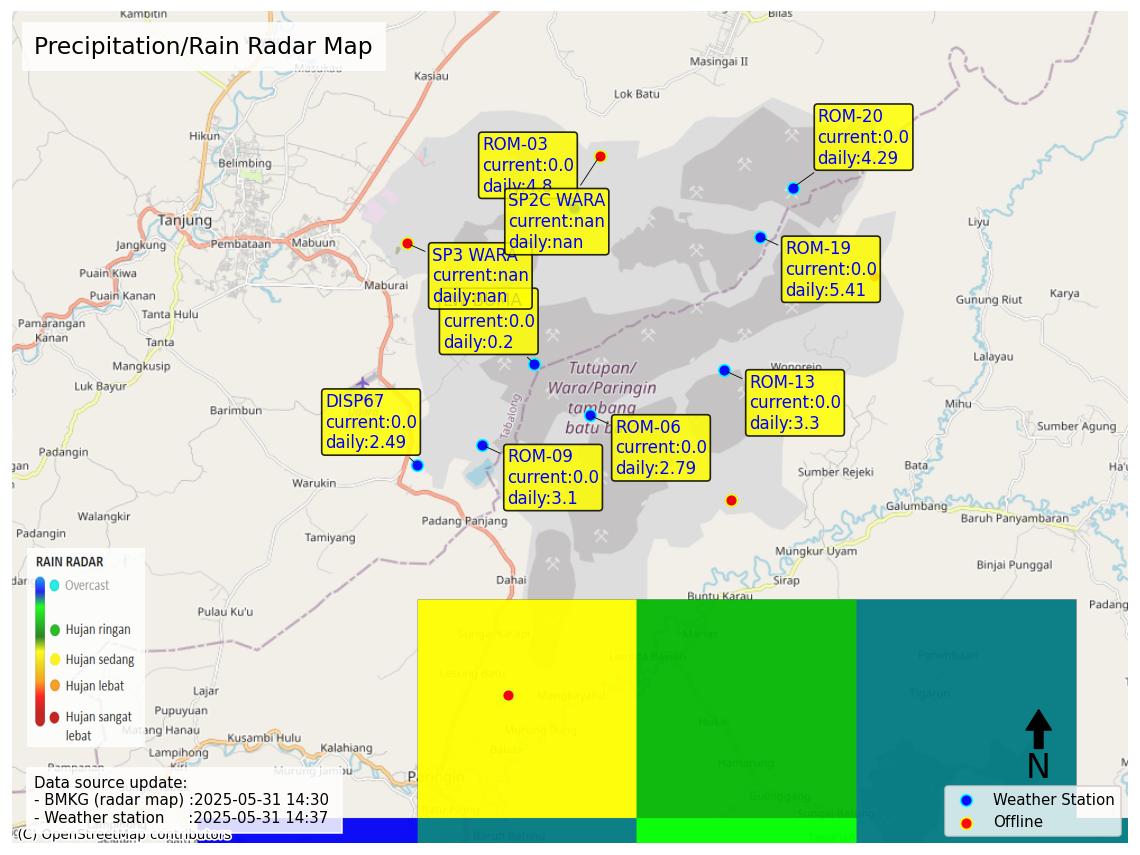 Precipitation/Rain Radar Map
Kambitin
Bilas
Masukau
Kasiau
Masingai II
Lok Batu
Hikun
Belimbing
ROM-03
current:0.0
daily:4.8
ROM-20
current:0.0
daily:4.29
SP2C WARA
current:nan
daily:nan
Tanjung
Jangkung
Pembataan
Mabuun
Liyu
SP3 WARA
current:nan
daily:nan
ROM-19
current:0.0
daily:5.41
Puain Kiwa
Puain Kanan
Maburai
Tanta Hulu
Gunung Riut
Karya
current:0.0
daily:0.2
Pamarangan
Kanan
Tanta
Mangkusip
Luk Bayur
Lalayau
Tutupan/
Wara/Paringin
tambang
batu b
Wonorejo
ROM-13
current:0.0
daily:3.3
DISP67
current:0.0
daily:2.49
Barimbun
Tabalong
Mihu
ROM-06
current:0.0
daily:2.79
Sumber Agung
Padangin
gan
ROM-09
current:0.0
daily:3.1
Warukin
Sumber Rejeki
Bata
Ha'u
Galumbang
Walangkir
Padangin
Padang Panjang
Baruh Panyambaran
Tamiyang
Mungkur Uyam
Binjai Punggal
Dahai
Sirap
Buntu Karau
Padang
RAIN RADAR
Overcast
Hujan ringan
Hujan sedang
Hujan lebat
Hujan sangat
lebat
Pulau Ku'u
Lajar
Pupuyuan
Matang Hanau
Lampihong
Kusambi Hulu
Kalahiang
Kiri
Murung Jambu
Paringin
N
Data source update:
- BMKG (radar map) :2025-05-31 14:30
- Weather station :2025-05-31 14:37
(C) OpenStreetMap contributors
Weather Station
Offline